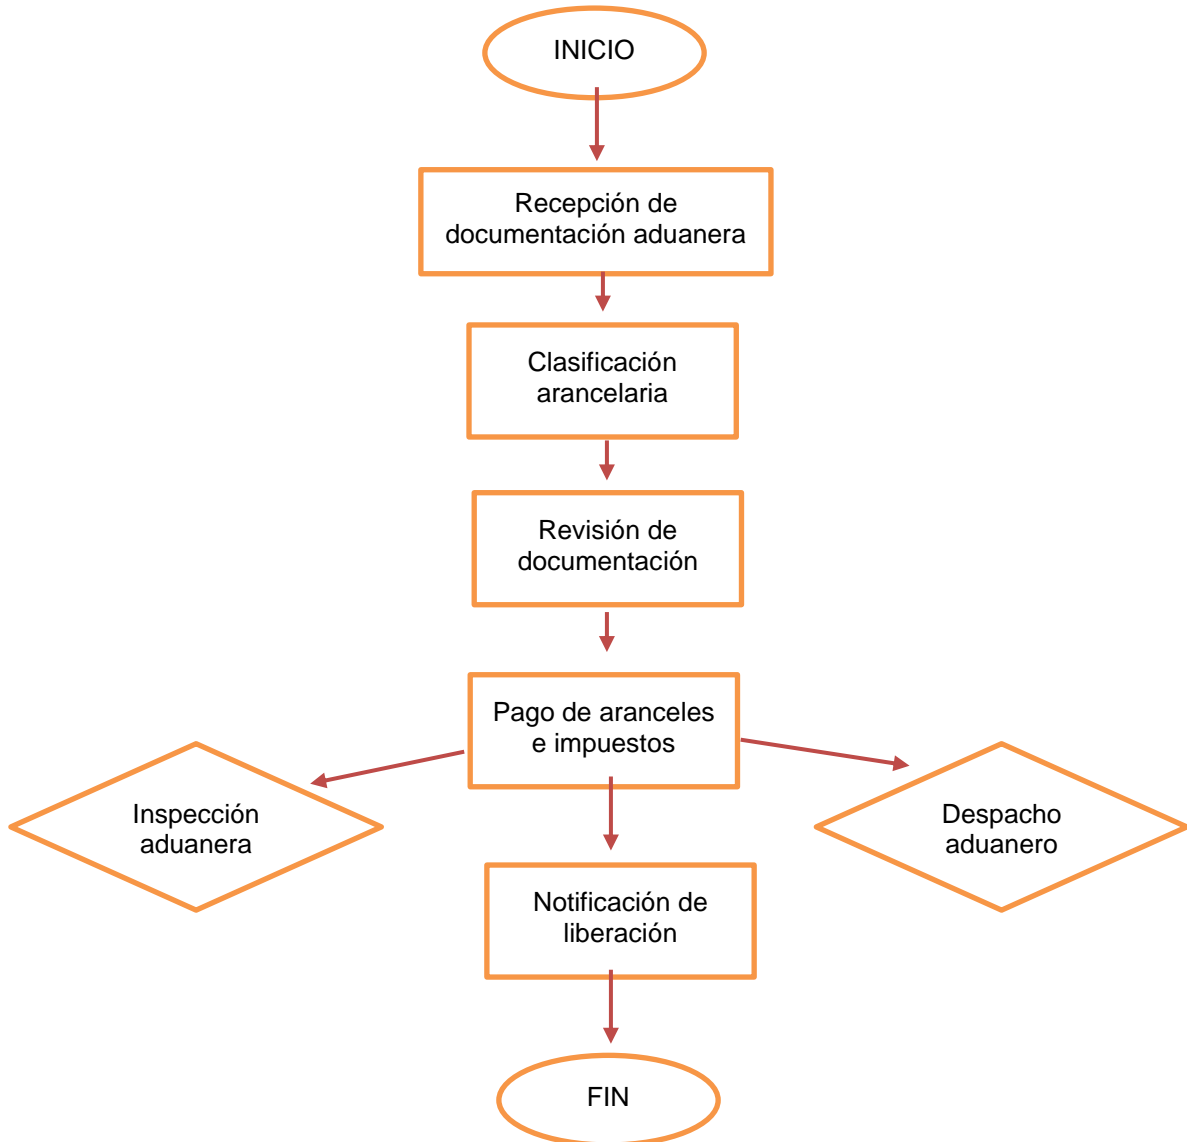 INICIO
Recepción de
documentación aduanera
Clasificación
arancelaria
Revisión de
documentación
Pago de aranceles
e impuestos
Inspección
aduanera
Despacho
aduanero
Notificación de
liberación
FIN